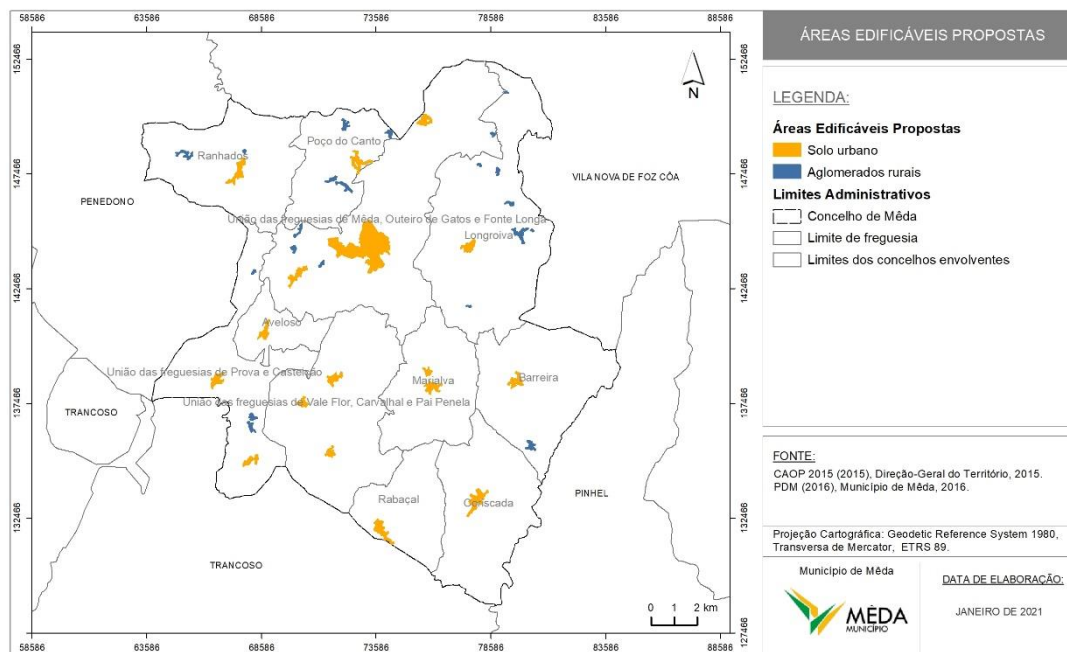 58586 63586 68586 73586 78586 83586 88586
152466
147466
142466
137466
132466
127466
N
Poço do Canto
Ranhados
VILA NOVA DE FOZ CÔA
PENEDONO
União das freguesias de Mêda, Outeiro de Gatos e Fonte Longa
Longroiva
Aveloso
União das freguesias de Prova e Casteição
Marialva
Barreira
TRANCOSO
União das freguesias de Vale Flor, Carvalhal e Pai Penela
Rabaçal
Coriscada
PINHEL
TRANCOSO
0 1 2 km
152466
147466
142466
137466
132466
127466
58586 63586 68586 73586 78586 83586 88586
ÁREAS EDIFICÁVEIS PROPOSTAS
LEGENDA:
Áreas Edificáveis Propostas
Solo urbano
Aglomerados rurais
Limites Administrativos
Concelho de Mêda
Limite de freguesia
Limites dos concelhos envolventes
FONTE:
CAOP 2015 (2015), Direção-Geral do Território, 2015.
PDM (2016), Município de Mêda, 2016.
Projeção Cartográfica: Geodetic Reference System 1980,
Transversa de Mercator, ETRS 89.
Município de Mêda
MÊDA
MUNICÍPIO
DATA DE ELABORAÇÃO:
JANEIRO DE 2021